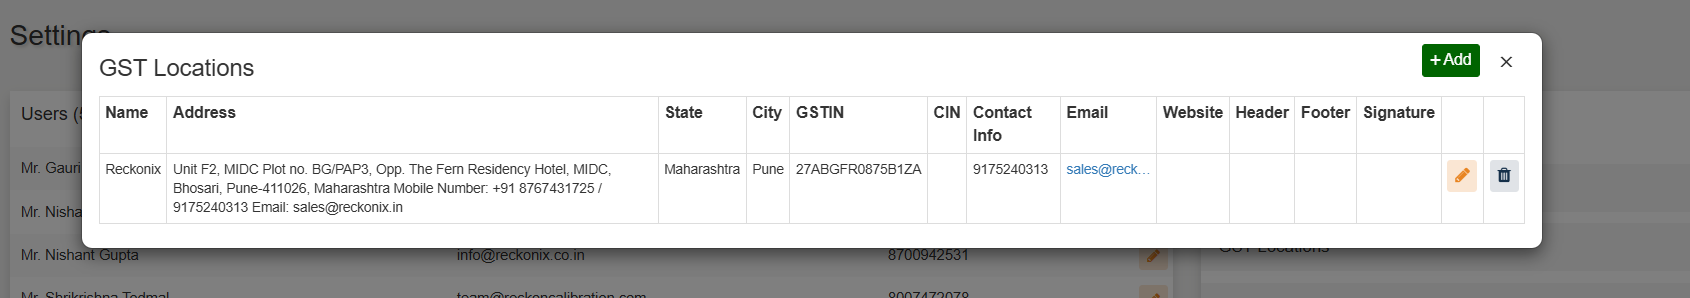 Settings
GST Locations
+ Add ×
Name Address State City GSTIN CIN Contact Info Email Website Header Footer Signature
Reckonix Unit F2, MIDC Plot no. BG/PAP3, Opp. The Fern Residency Hotel, MIDC, Maharashtra Pune 27ABGFR0875B1ZA 9175240313 sales@reck...
Bhosari, Pune-411026, Maharashtra Mobile Number: +91 8767431725 /
9175240313 Email: sales@reckonix.in
Users (
Mr. Gauri
Mr. Nisha
GST Locations
Mr. Nishant Gupta info@reckonix.co.in 8700942531
Mr. Shrikrishna Todmal team@reckoncalibration.com 8007472078